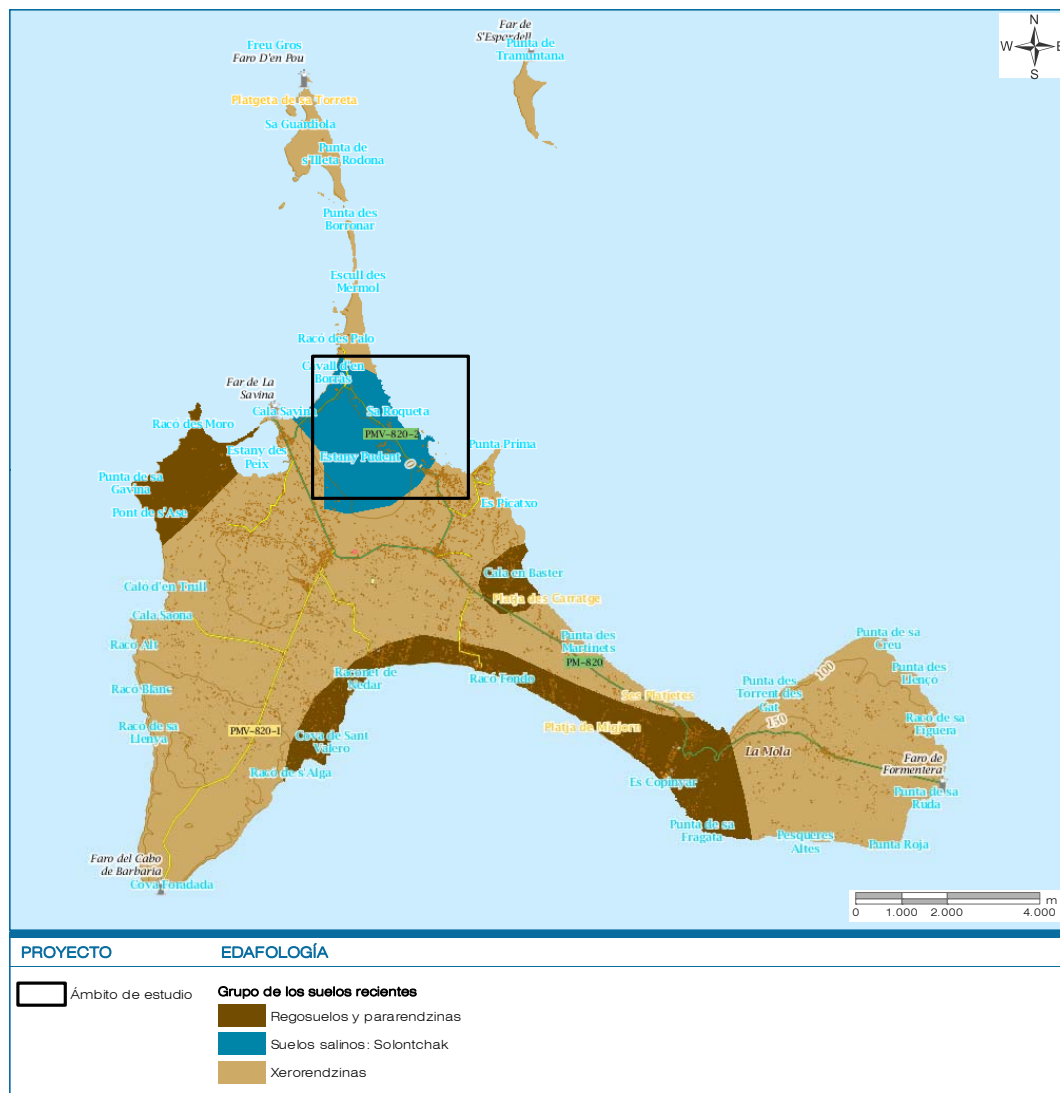 Far de
S'Espardell
Punta de
Tramuntana
N
W
E
S
Freu Gros
Faro D'en Pou
Platgeta de sa Torreta
Sa Guardiola
Punta de
s'Illeta Rodona
Punta des
Borronar
Escull des
Mermol
Racó des Palo
Cavall d'en
Borràs
Far de La
Savina
Cala Savina
Sa Roqueta
Racó des Moro
PMV-820-2
Estany des
Peix
Estany Pudent
0
Punta Prima
Punta de sa
Gavina
Pont de s'Ase
Es Picatxo
Cala en Baster
Caló d'en Trull
Platja des Carratge
Cala Saona
Racó Alt
Punta des
Martinets
PM-820
Punta de sa
Creu
100
Punta des
Llençó
Raconet de
Nedar
Racó Fondo
Punta des
Torrent des
Gat
Racó Blanc
Ses Platjetes
150
Racó de sa
Llenya
PMV-820-1
Cova de Sant
Valero
Platja de Migjorn
Racó de sa
Eiguera
La Mola
Faro de
Formentera
Racó de s'Alga
Es Copinyar
Punta de sa
Ruda
Punta de sa
Fragata
Pesqueres
Altes
Punta Roja
Faro del Cabo
de Barbaria
Cova Foradada
m
0 1.000 2.000 4.000
PROYECTO
EDAFOLOGÍA
Ámbito de estudio
Grupo de los suelos recientes
Regosuelos y pararendzinas
Suelos salinos: Solontchak
Xerorendzinas